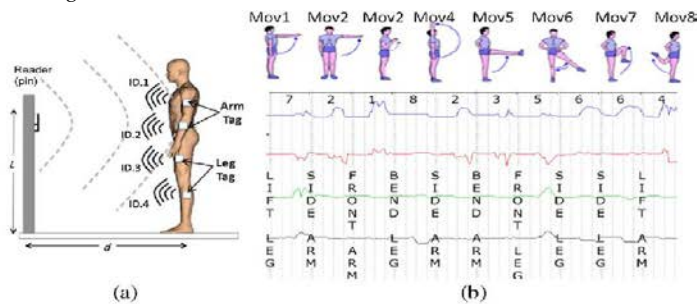 Reader
(pin)
ID.1
ID.2
ID.3
ID.4
Arm
Tag
Leg
Tag
L
d
(a)
Mov1 Mov2 Mov2 Mov4 Mov5 Mov6 Mov7 Mov8
7 2 1 8 2 3 5 6 6 4
LIFT LEG
SIDE ARM
FRONT ARM
BEND LEG
SIDE ARM
BEND ARM
FRONT LEG
SIDE LEG
SIDE LEG
LIFT ARM
(b)